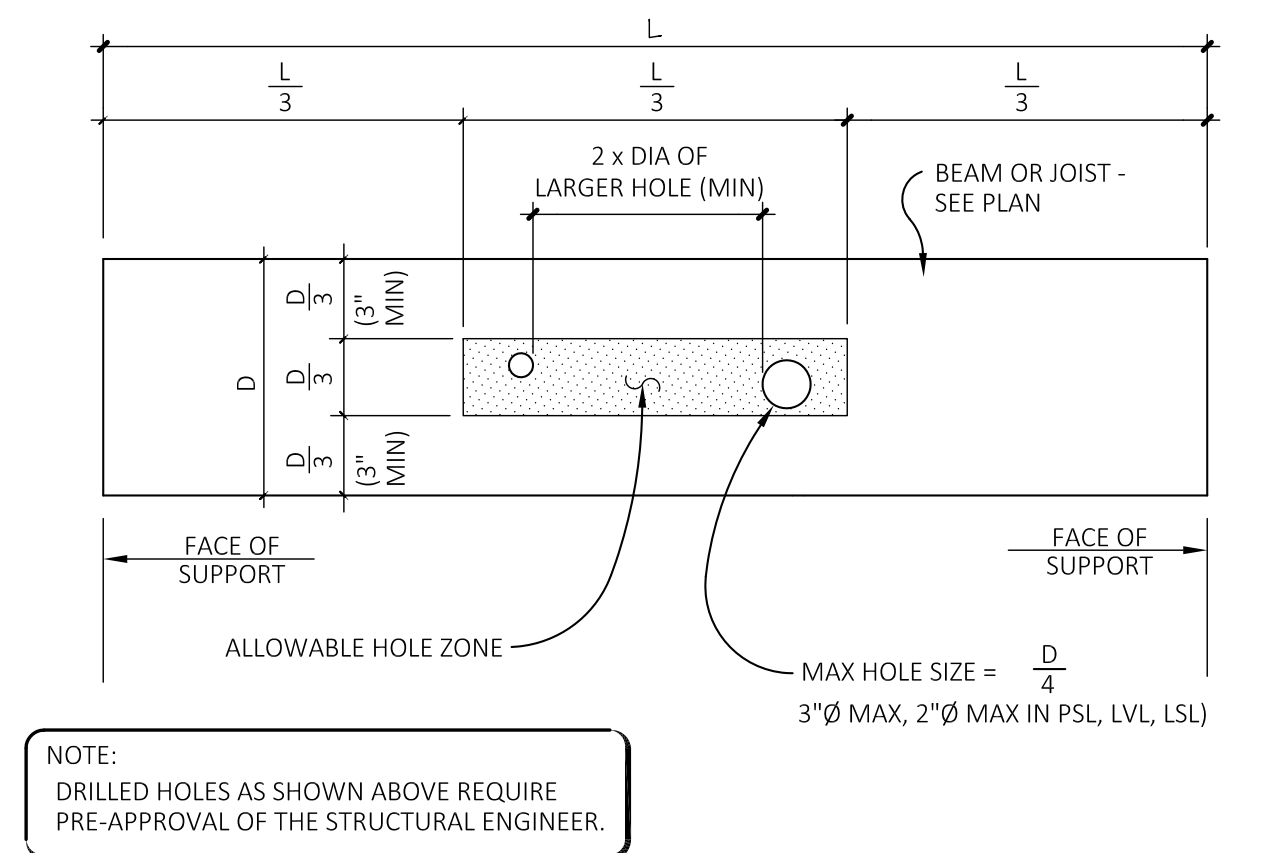 L
L
3
L
3
L
3
2 x DIA OF
LARGER HOLE (MIN)
BEAM OR JOIST -
SEE PLAN
D
D
3
(3"
MIN)
D
3
D
3
(3"
MIN)
FACE OF
SUPPORT
FACE OF
SUPPORT
ALLOWABLE HOLE ZONE
MAX HOLE SIZE = D
4
3"Ø MAX, 2"Ø MAX IN PSL, LVL, LSL)
NOTE:
DRILLED HOLES AS SHOWN ABOVE REQUIRE
PRE-APPROVAL OF THE STRUCTURAL ENGINEER.